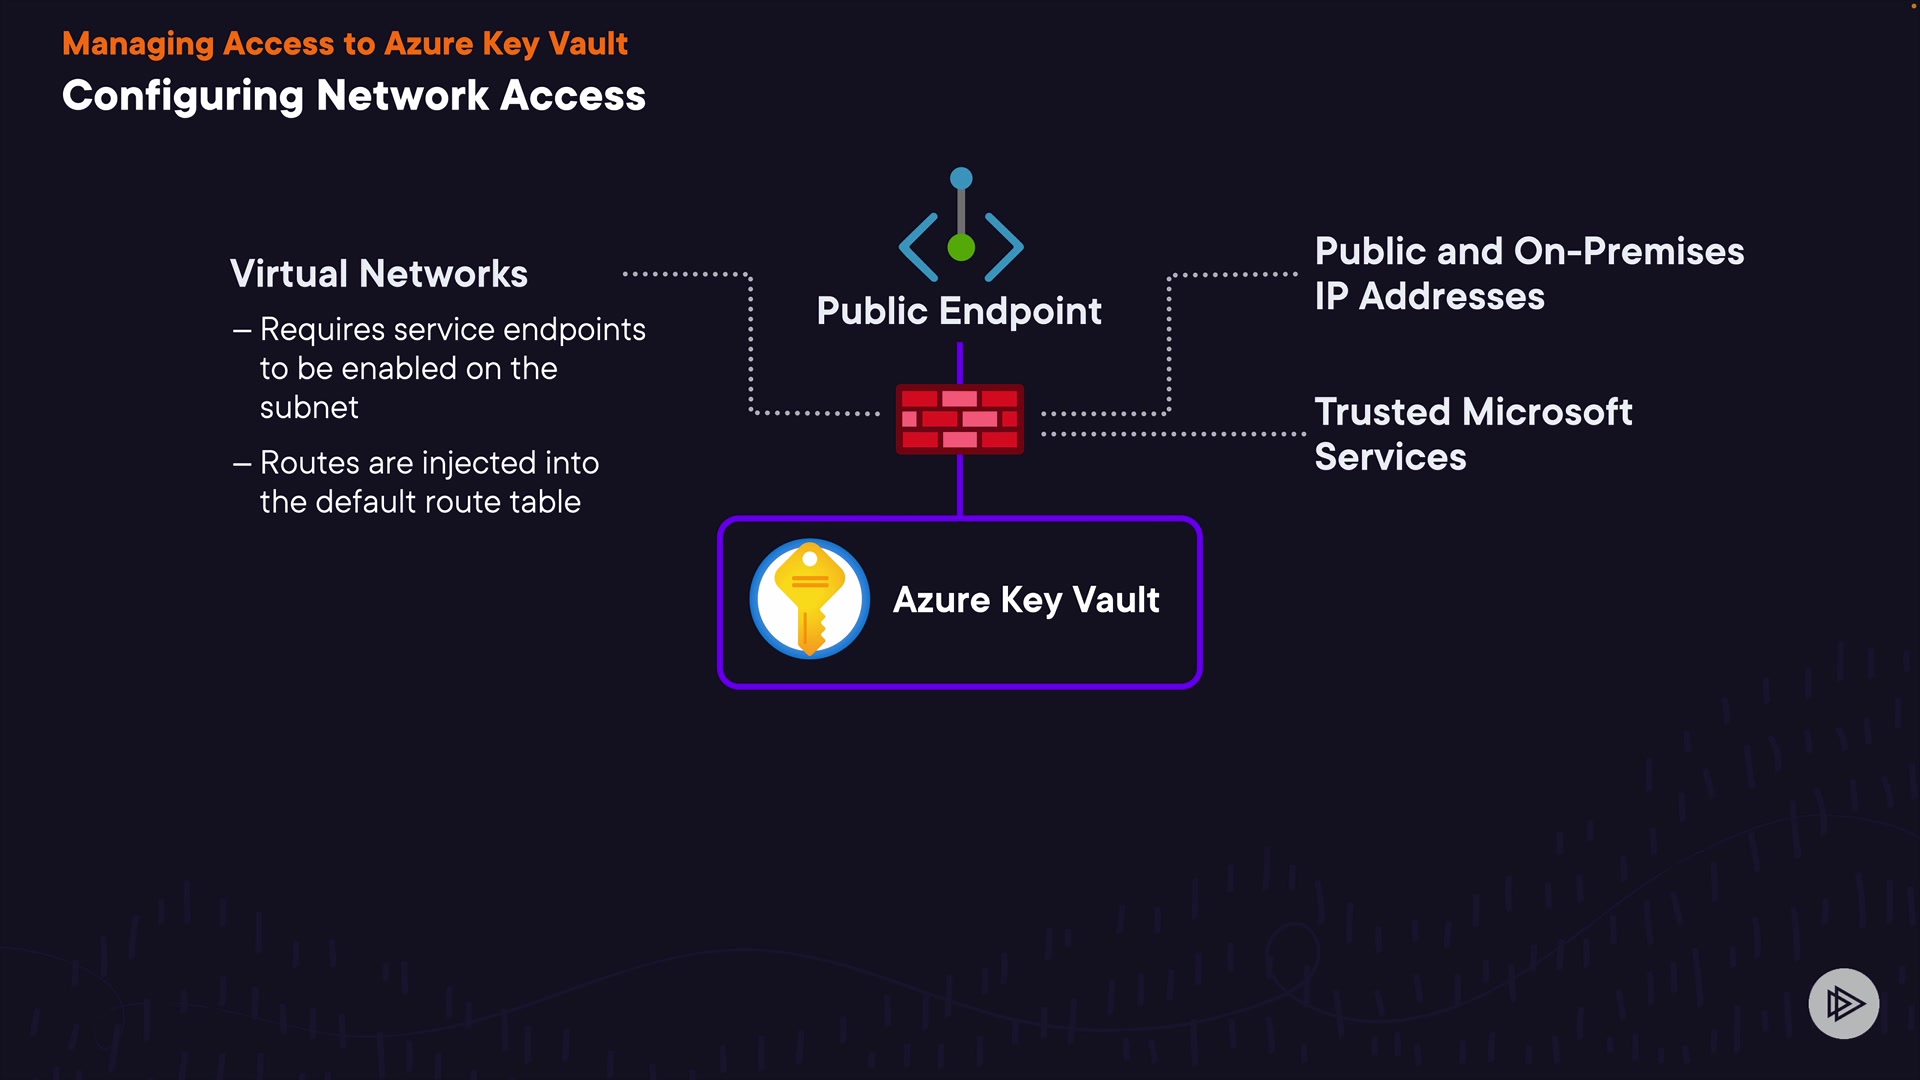 Managing Access to Azure Key Vault
Configuring Network Access
Virtual Networks
– Requires service endpoints
to be enabled on the
subnet
– Routes are injected into
the default route table
Public Endpoint
Public and On-Premises
IP Addresses
Trusted Microsoft
Services
Azure Key Vault